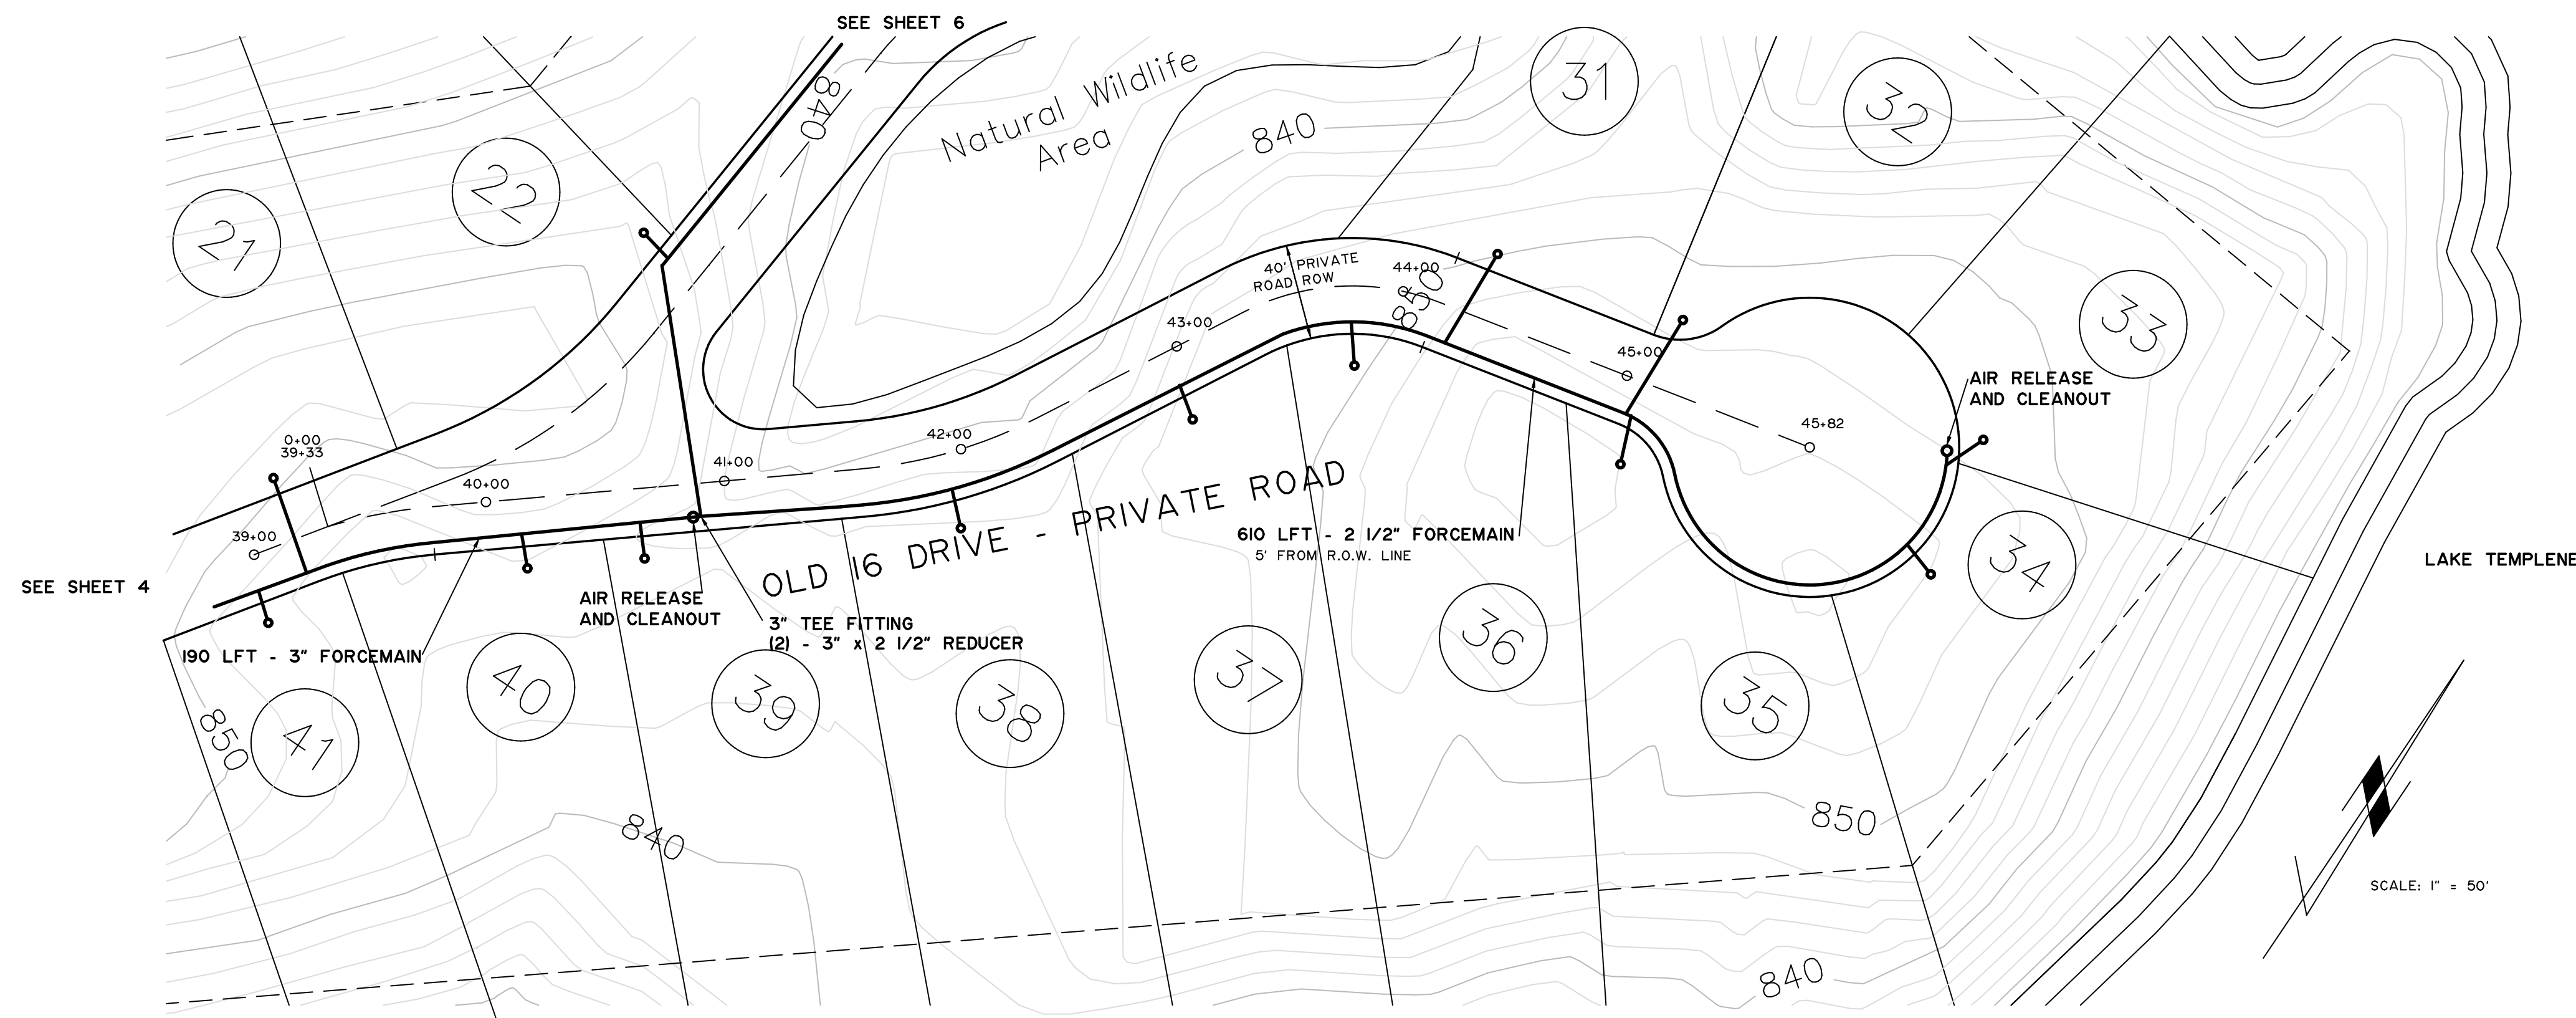 SEE SHEET 6
840
Natural Wildlife
Area
840
31
32
22
21
33
40' PRIVATE
ROAD ROW
44+00
850
43+00
45+00
AIR RELEASE
AND CLEANOUT
45+82
42+00
0+00
39+33
41+00
40+00
39+00
OLD 16 DRIVE - PRIVATE ROAD
610 LFT - 2 1/2" FORCEMAIN
5' FROM R.O.W. LINE
34
LAKE TEMPLENE
SEE SHEET 4
AIR RELEASE
AND CLEANOUT
3" TEE FITTING
(2) - 3" x 2 1/2" REDUCER
190 LFT - 3" FORCEMAIN
36
37
40
39
38
35
41
850
850
840
SCALE: 1" = 50'
840